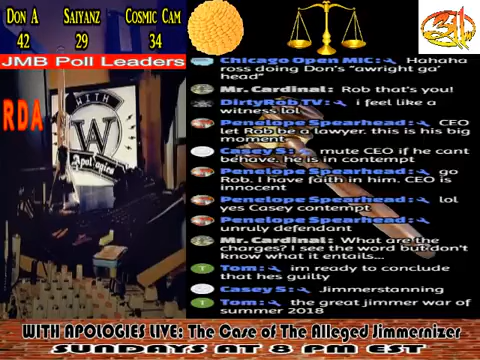 Don A
Saiyanz
Cosmic Cam
42
29
34
JMB Poll Leaders
RDA
WITH
W
Apologies
Chicago Open Mic: Hahaha
ross doing Don's "awright ga'
head"
Mr. Cardinal: Rob that's you!
DirtyRob TV: i feel like a
witness lol
Penelope Spearhead: CEO
let Rob be a lawyer. this is his big
moment
Casey S: mute CEO if he cant
behave. he is in contempt
Penelope Spearhead: go
Rob. I have faith in him. CEO is
innocent
Penelope Spearhead: lol
yes Casey contempt
Penelope Spearhead:
unruly defendant
Mr. Cardinal: What are the
charges? I see the word but don't
know what it entails...
T Tom: im ready to conclude
that hes guilty
Casey S: Jimmerstanning
T Tom: the great jimmer war of
summer 2018
WITH APOLOGIES LIVE: The Case of The Alleged Jimmernizer
SUNDAYS AT 8 PM EST